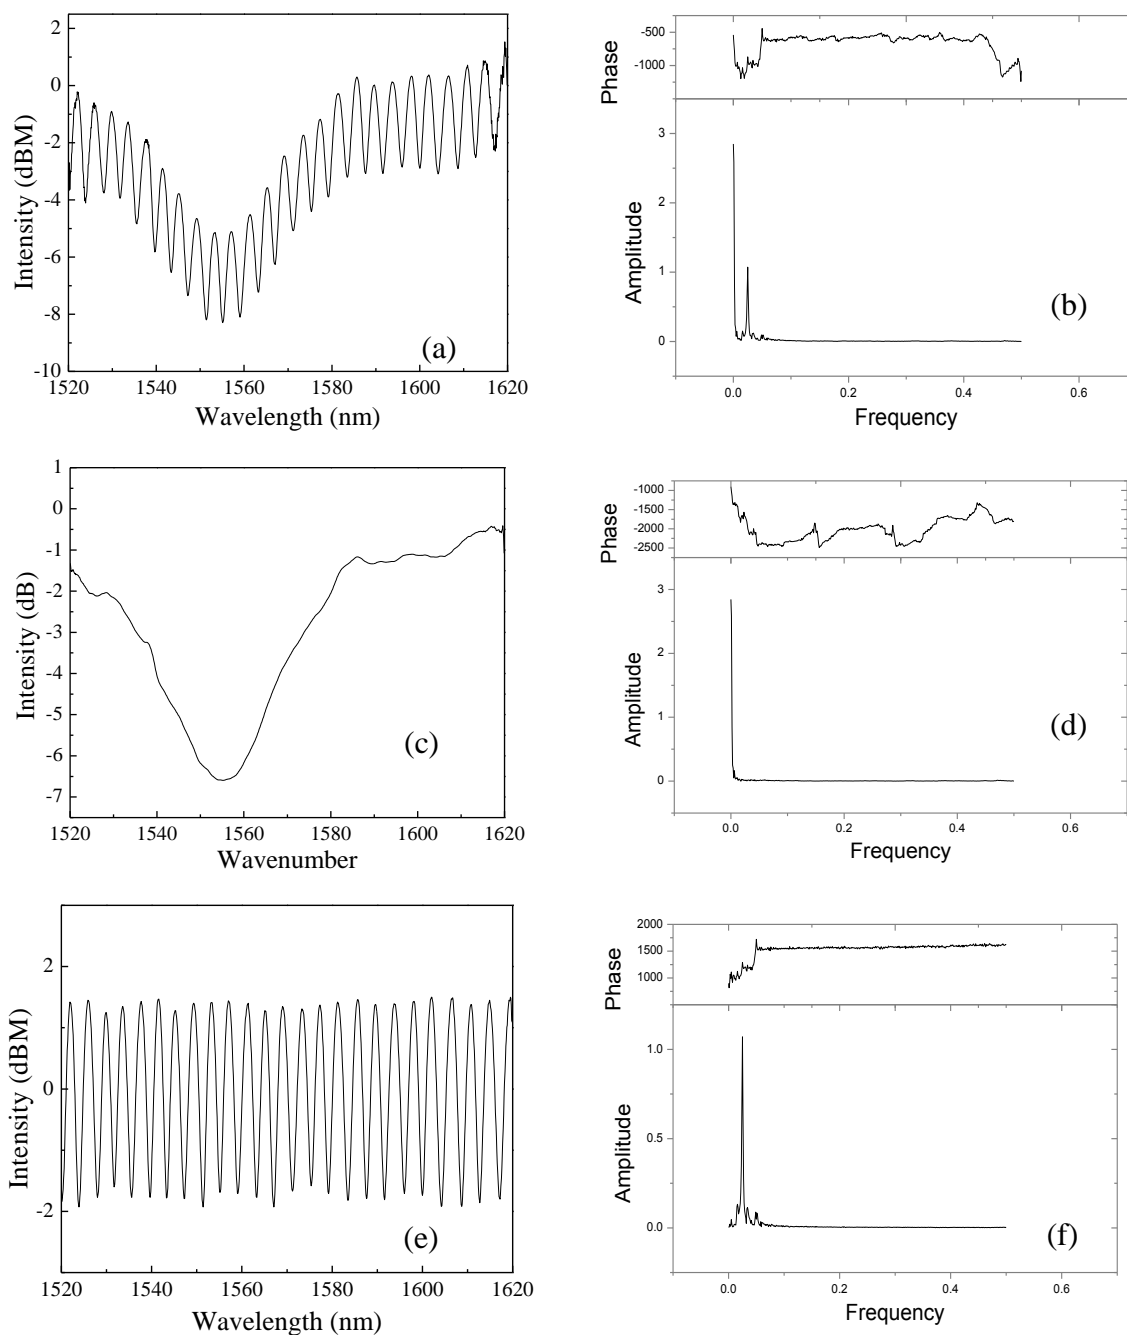 2
0
-2
-4
-6
-8
-10
1520 1540 1560 1580 1600 1620
Intensity (dBM)
Wavelength (nm)
(a)
-500
-1000
Phase
3
2
1
0
Amplitude
0.0 0.2 0.4 0.6
Frequency
(b)
1
0
-1
-2
-3
-4
-5
-6
-7
1520 1540 1560 1580 1600 1620
Intensity (dB)
Wavenumber
(c)
-1000
-1500
-2000
-2500
Phase
3
2
1
0
Amplitude
0.0 0.2 0.4 0.6
Frequency
(d)
2
0
-2
1520 1540 1560 1580 1600 1620
Intensity (dBM)
Wavelength (nm)
(e)
2000
1500
1000
Phase
1.0
0.5
0.0
Amplitude
0.0 0.2 0.4 0.6
Frequency
(f)